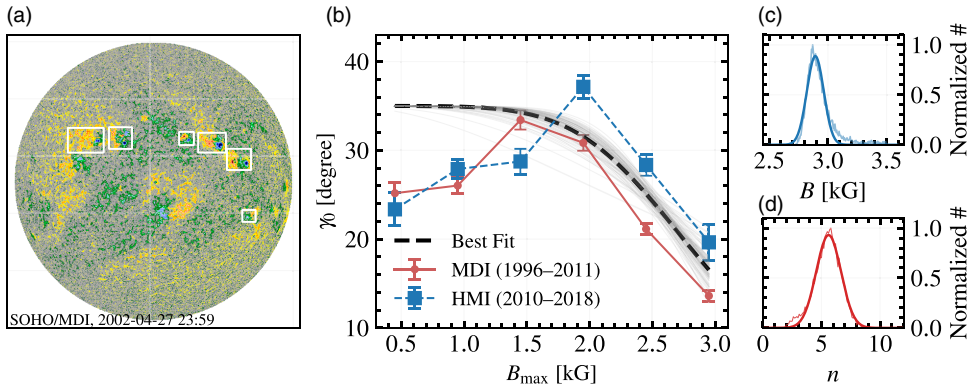 (a)
SOHO/MDI, 2002-04-27 23:59
(b)
γ₀ [degree]
40
30
20
10
Best Fit
MDI (1996–2011)
HMI (2010–2018)
0.5 1.0 1.5 2.0 2.5 3.0
Bmax [kG]
(c)
Normalized #
1.0
0.5
0.0
2.5 3.0 3.5
B [kG]
(d)
Normalized #
1.0
0.5
0.0
0 5 10
n